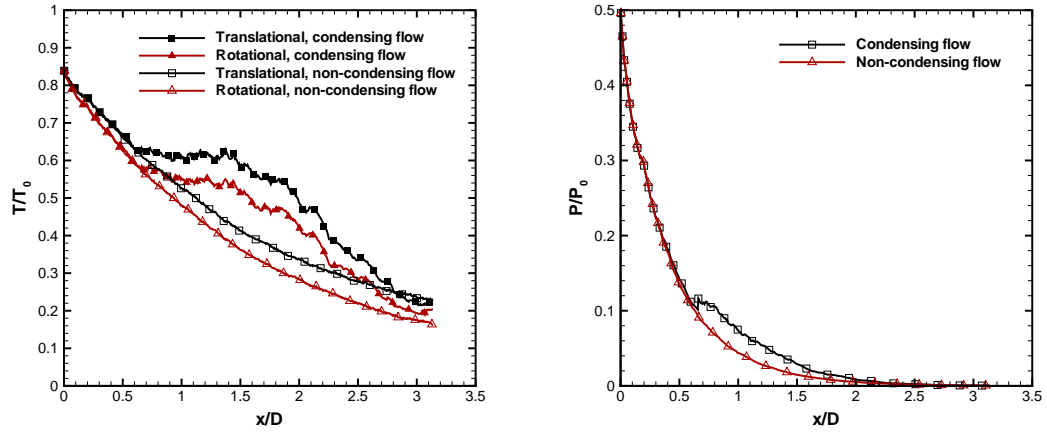 Translational, condensing flow
Rotational, condensing flow
Translational, non-condensing flow
Rotational, non-condensing flow
T/T0
1
0.9
0.8
0.7
0.6
0.5
0.4
0.3
0.2
0.1
0
0 0.5 1 1.5 2 2.5 3 3.5
x/D
Condensing flow
Non-condensing flow
P/P0
0.5
0.4
0.3
0.2
0.1
0
0 0.5 1 1.5 2 2.5 3 3.5
x/D